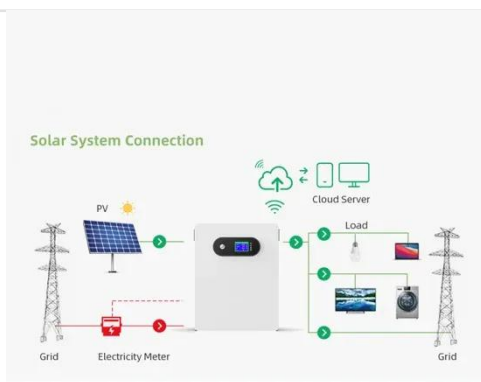 Solar System Connection
Cloud Server
PV
Load
Grid
Electricity Meter
Grid